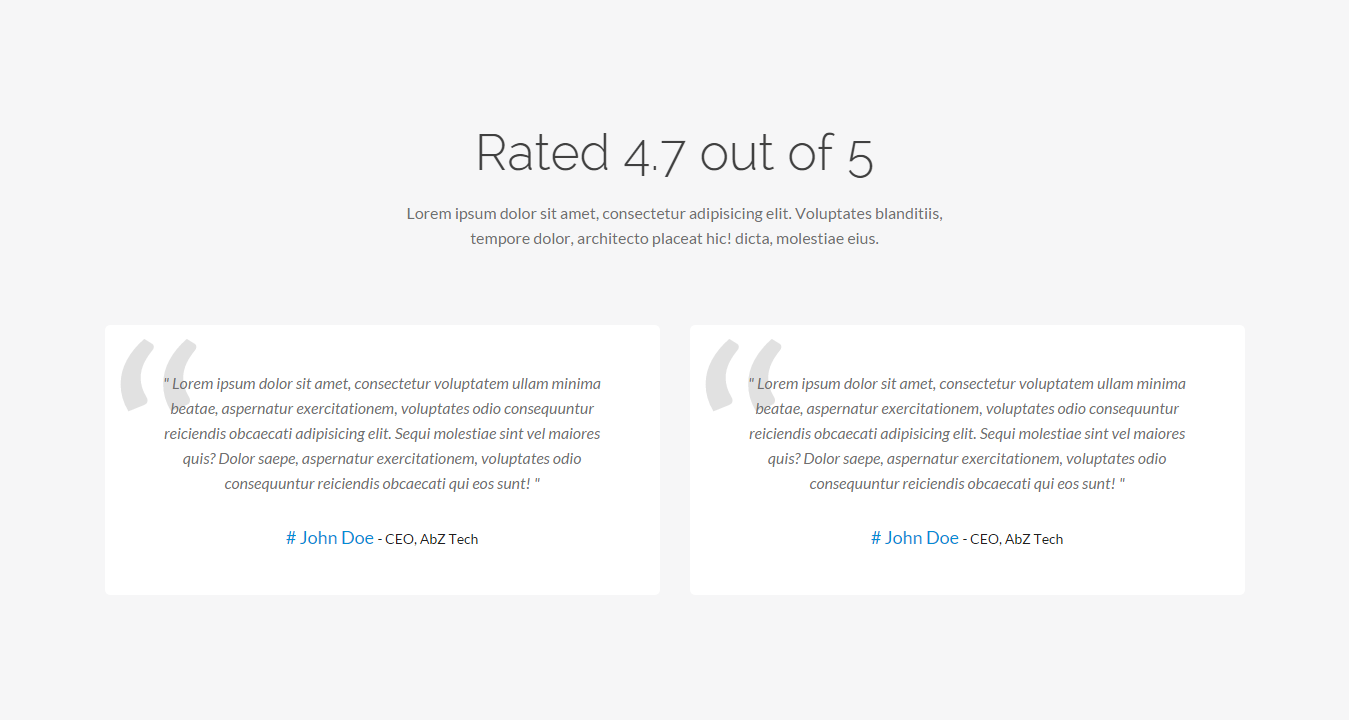 Rated 4.7 out of 5
Lorem ipsum dolor sit amet, consectetur adipisicing elit. Voluptates blanditiis,
tempore dolor, architecto placeat hic! dicta, molestiae eius.
" Lorem ipsum dolor sit amet, consectetur voluptatem ullam minima
beatae, aspernatur exercitationem, voluptates odio consequuntur
reiciendis obcaecati adipisicing elit. Sequi molestiae sint vel maiores
quis? Dolor saepe, aspernatur exercitationem, voluptates odio
consequuntur reiciendis obcaecati qui eos sunt! "
# John Doe - CEO, AbZ Tech
" Lorem ipsum dolor sit amet, consectetur voluptatem ullam minima
beatae, aspernatur exercitationem, voluptates odio consequuntur
reiciendis obcaecati adipisicing elit. Sequi molestiae sint vel maiores
quis? Dolor saepe, aspernatur exercitationem, voluptates odio
consequuntur reiciendis obcaecati qui eos sunt! "
# John Doe - CEO, AbZ Tech